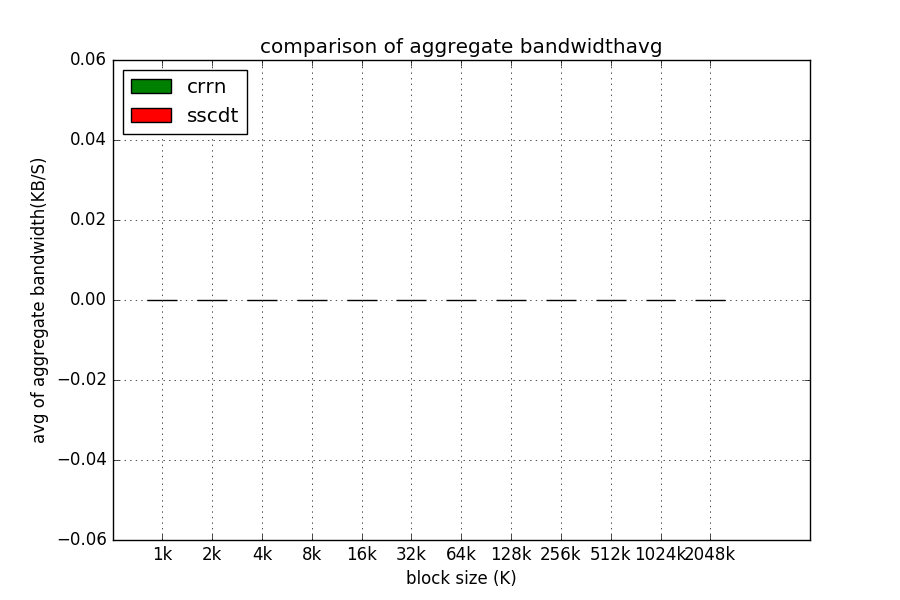 comparison of aggregate bandwidthavg
crrn
sscdt
avg of aggregate bandwidth(KB/S)
0.06
0.04
0.02
0.00
−0.02
−0.04
−0.06
1k 2k 4k 8k 16k 32k 64k 128k 256k 512k 1024k 2048k
block size (K)